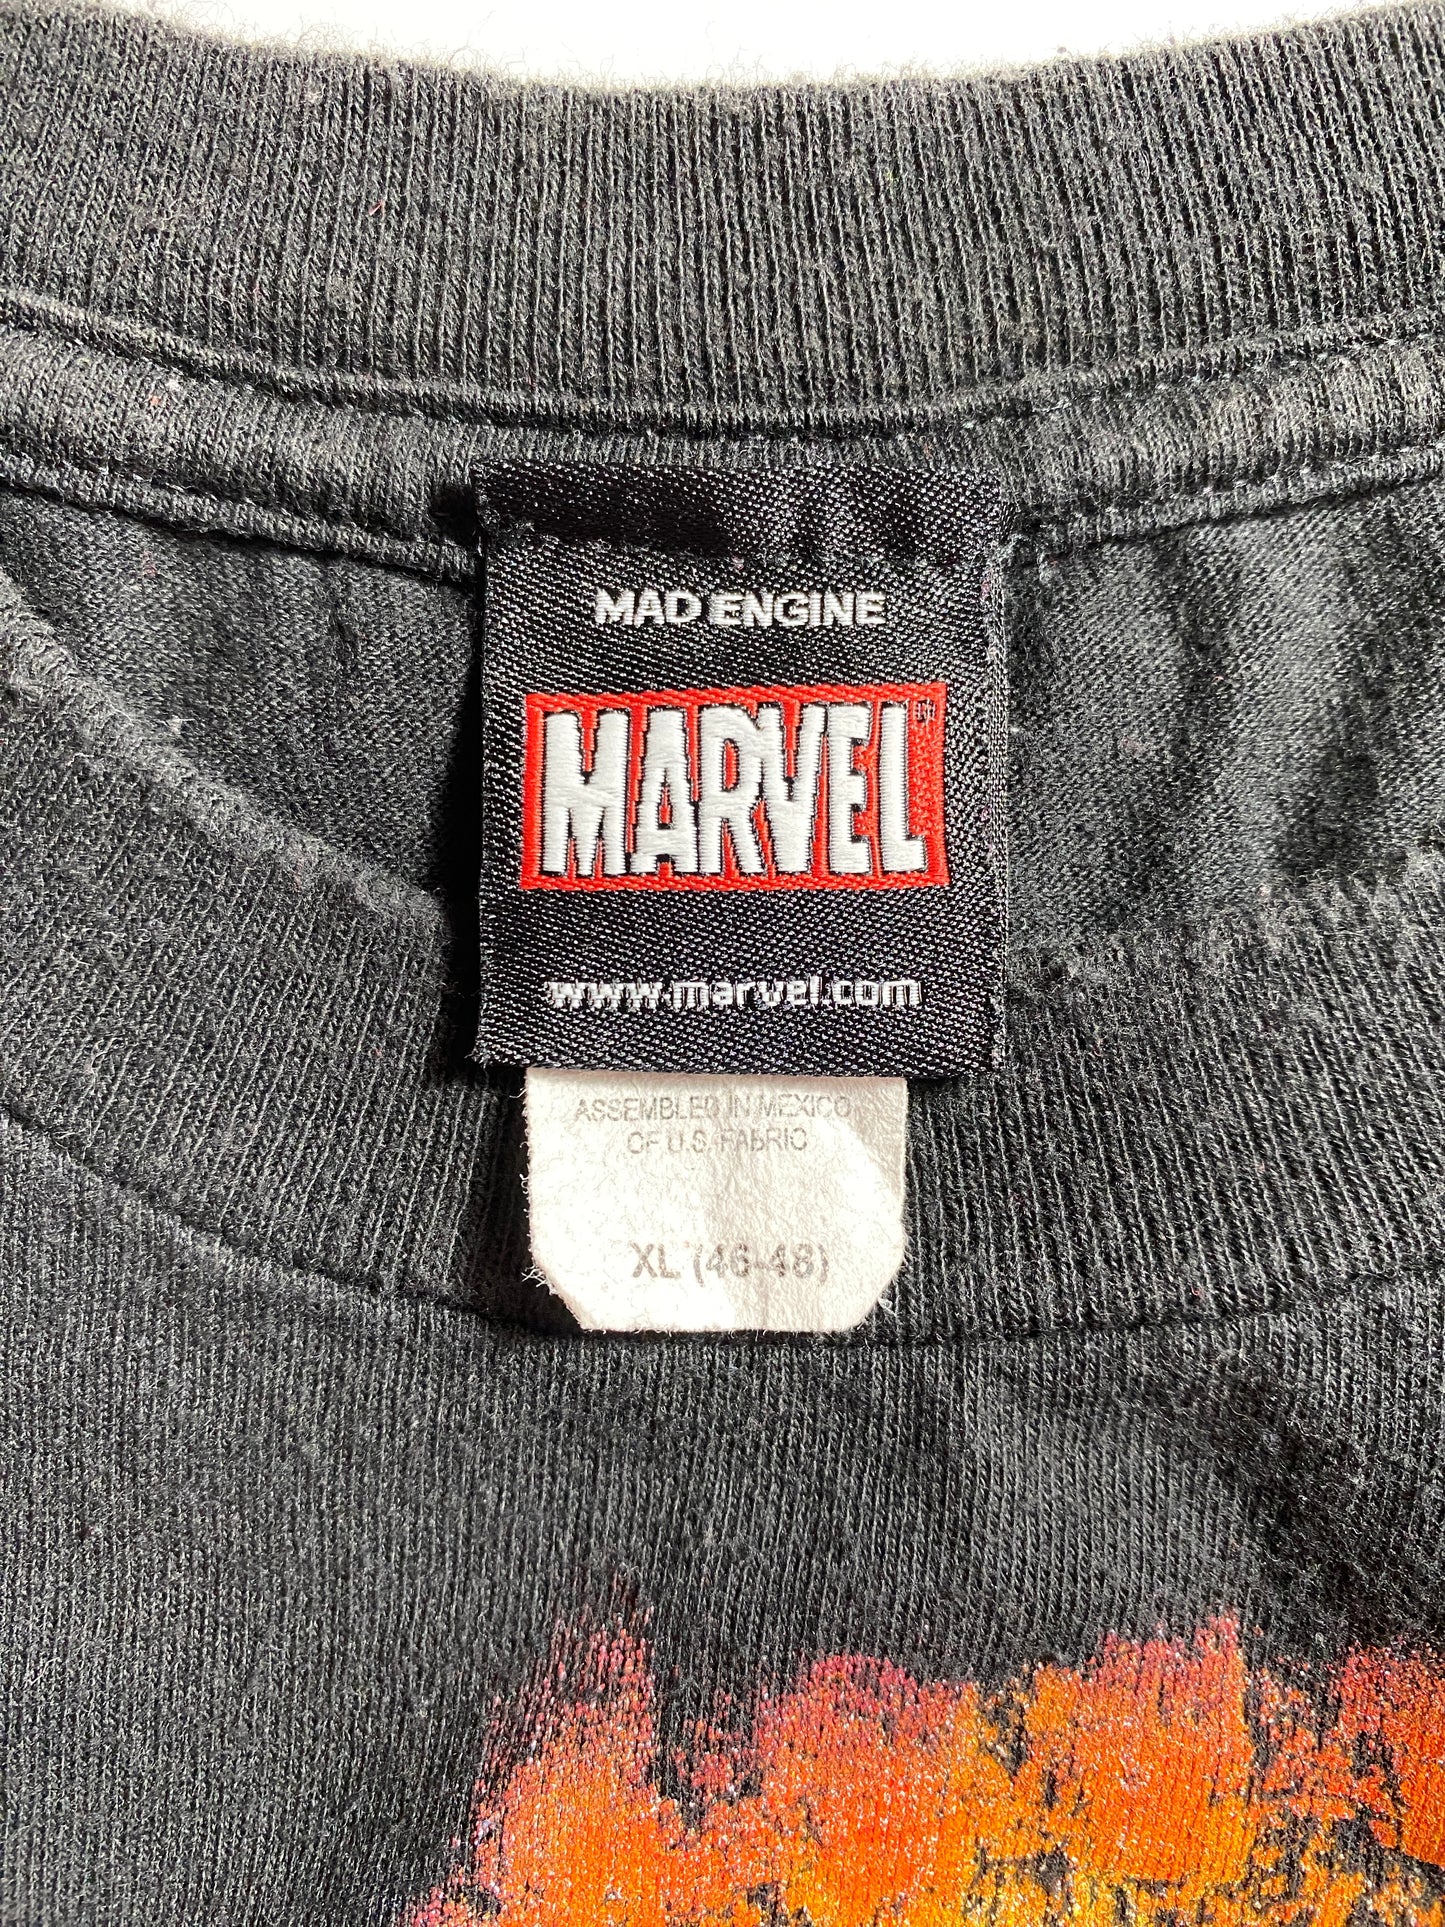 MAD ENGINE
MARVEL
www.marvel.com
ASSEMBLED IN MEXICO
OF U.S. FABRIC
XL (46-48)